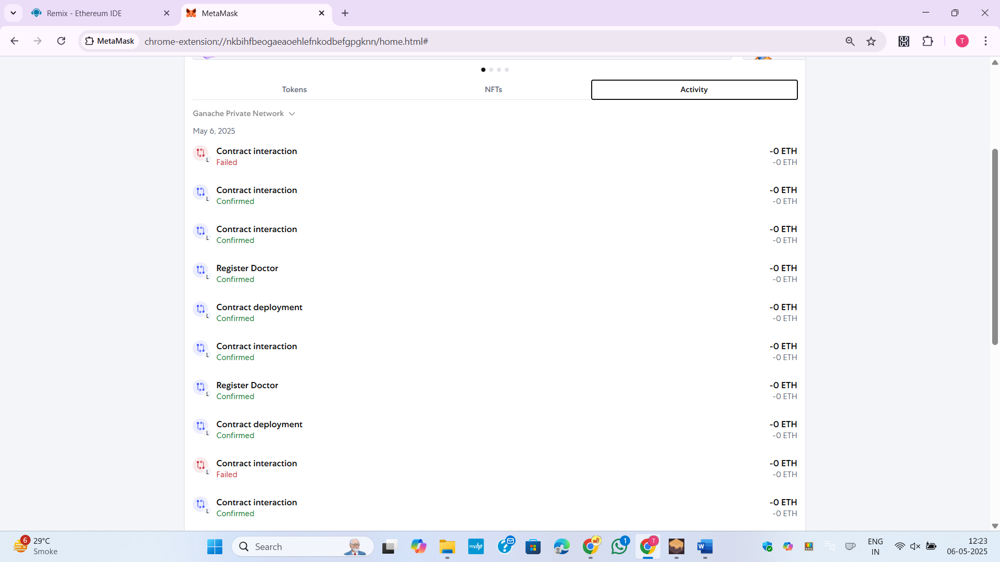 Remix - Ethereum IDE
MetaMask
MetaMask
chrome-extension://nkbihfbeogaeaoehlefnkodbefgpgknn/home.html#
T
Tokens
NFTs
Activity
Ganache Private Network
May 6, 2025
L
Contract interaction
-0 ETH
Failed
-0 ETH
L
Contract interaction
-0 ETH
Confirmed
-0 ETH
L
Contract interaction
-0 ETH
Confirmed
-0 ETH
L
Register Doctor
-0 ETH
Confirmed
-0 ETH
L
Contract deployment
-0 ETH
Confirmed
-0 ETH
L
Contract interaction
-0 ETH
Confirmed
-0 ETH
L
Register Doctor
-0 ETH
Confirmed
-0 ETH
L
Contract deployment
-0 ETH
Confirmed
-0 ETH
L
Contract interaction
-0 ETH
Failed
-0 ETH
L
Contract interaction
-0 ETH
Confirmed
-0 ETH
6
29°C
Smoke
Search
myhp
?
1
T
W
ENG
IN
12:23
06-05-2025